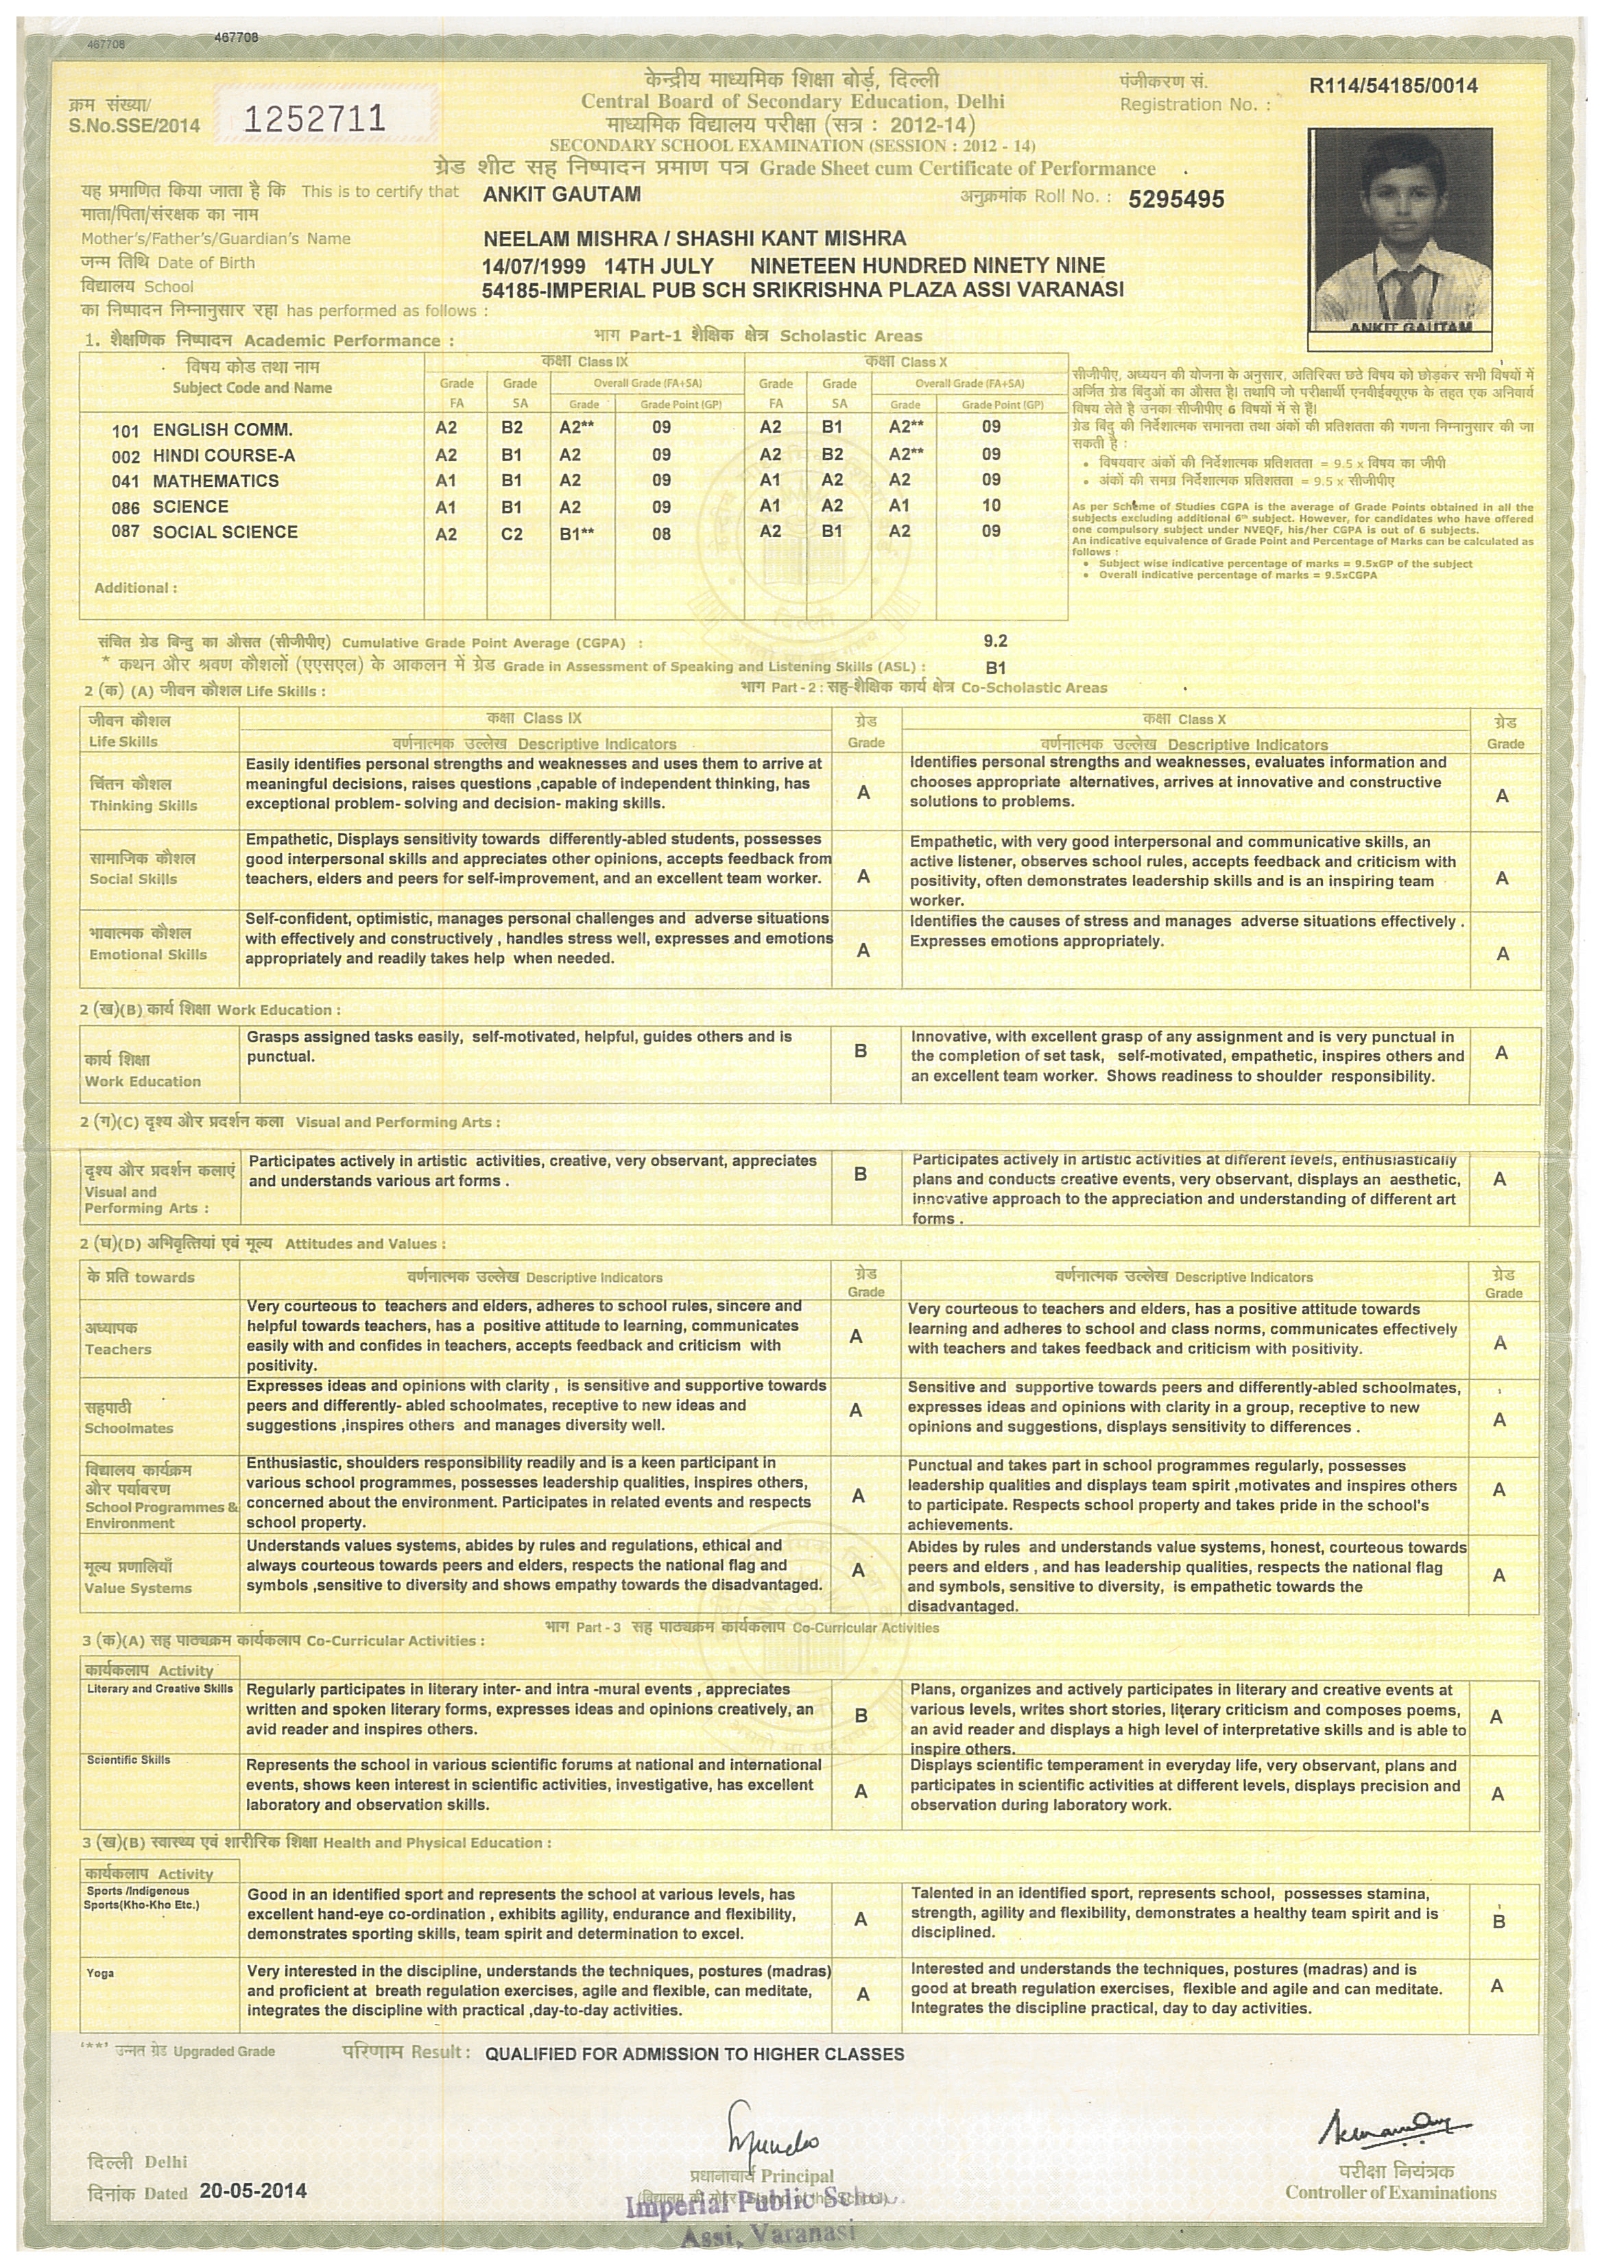 467708
467708
क्रम संख्या/
S.No.SSE/2014
1252711
केन्द्रीय माध्यमिक शिक्षा बोर्ड, दिल्ली
Central Board of Secondary Education, Delhi
माध्यमिक विद्यालय परीक्षा (सत्र : 2012-14)
SECONDARY SCHOOL EXAMINATION (SESSION : 2012 - 14)
ग्रेड शीट सह निष्पादन प्रमाण पत्र Grade Sheet cum Certificate of Performance
पंजीकरण सं.
Registration No. :
R114/54185/0014
यह प्रमाणित किया जाता है कि This is to certify that ANKIT GAUTAM
अनुक्रमांक Roll No. : 5295495
माता/पिता/संरक्षक का नाम
Mother's/Father's/Guardian's Name NEELAM MISHRA / SHASHI KANT MISHRA
जन्म तिथि Date of Birth 14/07/1999 14TH JULY NINETEEN HUNDRED NINETY NINE
विद्यालय School 54185-IMPERIAL PUB SCH SRIKRISHNA PLAZA ASSI VARANASI
का निष्पादन निम्नानुसार रहा has performed as follows :
ANKIT GAUTAM
1. शैक्षणिक निष्पादन Academic Performance : भाग Part-1 शैक्षिक क्षेत्र Scholastic Areas
विषय कोड तथा नाम
Subject Code and Name
कक्षा Class IX कक्षा Class X
Grade Grade Overall Grade (FA+SA) Grade Grade Overall Grade (FA+SA)
FA SA Grade Grade Point (GP) FA SA Grade Grade Point (GP)
101 ENGLISH COMM. A2 B2 A2** 09 A2 B1 A2** 09
002 HINDI COURSE-A A2 B1 A2 09 A2 B2 A2** 09
041 MATHEMATICS A1 B1 A2 09 A1 A2 A2 09
086 SCIENCE A1 B1 A2 09 A1 A2 A1 10
087 SOCIAL SCIENCE A2 C2 B1** 08 A2 B1 A2 09
Additional :
सीजीपीए, अध्ययन की योजना के अनुसार, अतिरिक्त छठे विषय को छोड़कर सभी विषयों में
अर्जित ग्रेड बिंदुओं का औसत है। तथापि जो परीक्षार्थी एनवीईक्यूएफ के तहत एक अनिवार्य
विषय लेते है उनका सीजीपीए 6 विषयों में से हैं।
ग्रेड बिंदु की निर्देशात्मक समानता तथा अंकों की प्रतिशतता की गणना निम्नानुसार की जा
सकती है :
• विषयवार अंकों की निर्देशात्मक प्रतिशतता = 9.5 x विषय का जीपी
• अंकों की समग्र निर्देशात्मक प्रतिशतता = 9.5 x सीजीपीए
As per Scheme of Studies CGPA is the average of Grade Points obtained in all the
subjects excluding additional 6th subject. However, for candidates who have offered
one compulsory subject under NVEQF, his/her CGPA is out of 6 subjects.
An indicative equivalence of Grade Point and Percentage of Marks can be calculated as
follows :
• Subject wise indicative percentage of marks = 9.5xGP of the subject
• Overall indicative percentage of marks = 9.5xCGPA
संचित ग्रेड बिन्दु का औसत (सीजीपीए) Cumulative Grade Point Average (CGPA) : 9.2
* कथन और श्रवण कौशलों (एएसएल) के आकलन में ग्रेड Grade in Assessment of Speaking and Listening Skills (ASL) : B1
2 (क) (A) जीवन कौशल Life Skills : भाग Part - 2 : सह-शैक्षिक कार्य क्षेत्र Co-Scholastic Areas
जीवन कौशल
Life Skills
कक्षा Class IX
वर्णनात्मक उल्लेख Descriptive Indicators
ग्रेड
Grade
कक्षा Class X
वर्णनात्मक उल्लेख Descriptive Indicators
ग्रेड
Grade
चिंतन कौशल
Thinking Skills
Easily identifies personal strengths and weaknesses and uses them to arrive at
meaningful decisions, raises questions ,capable of independent thinking, has
exceptional problem- solving and decision- making skills.
A
Identifies personal strengths and weaknesses, evaluates information and
chooses appropriate alternatives, arrives at innovative and constructive
solutions to problems.
A
सामाजिक कौशल
Social Skills
Empathetic, Displays sensitivity towards differently-abled students, possesses
good interpersonal skills and appreciates other opinions, accepts feedback from
teachers, elders and peers for self-improvement, and an excellent team worker.
A
Empathetic, with very good interpersonal and communicative skills, an
active listener, observes school rules, accepts feedback and criticism with
positivity, often demonstrates leadership skills and is an inspiring team
worker.
A
भावात्मक कौशल
Emotional Skills
Self-confident, optimistic, manages personal challenges and adverse situations
with effectively and constructively , handles stress well, expresses and emotions
appropriately and readily takes help when needed.
A
Identifies the causes of stress and manages adverse situations effectively .
Expresses emotions appropriately.
A
2 (ख)(B) कार्य शिक्षा Work Education :
कार्य शिक्षा
Work Education
Grasps assigned tasks easily, self-motivated, helpful, guides others and is
punctual.
B
Innovative, with excellent grasp of any assignment and is very punctual in
the completion of set task, self-motivated, empathetic, inspires others and
an excellent team worker. Shows readiness to shoulder responsibility.
A
2 (ग)(C) दृश्य और प्रदर्शन कला Visual and Performing Arts :
दृश्य और प्रदर्शन कलाएं
Visual and
Performing Arts :
Participates actively in artistic activities, creative, very observant, appreciates
and understands various art forms .
B
Participates actively in artistic activities at different levels, enthusiastically
plans and conducts creative events, very observant, displays an aesthetic,
innovative approach to the appreciation and understanding of different art
forms .
A
2 (घ)(D) अभिवृत्तियां एवं मूल्य Attitudes and Values :
के प्रति towards
वर्णनात्मक उल्लेख Descriptive Indicators
ग्रेड
Grade
वर्णनात्मक उल्लेख Descriptive Indicators
ग्रेड
Grade
अध्यापक
Teachers
Very courteous to teachers and elders, adheres to school rules, sincere and
helpful towards teachers, has a positive attitude to learning, communicates
easily with and confides in teachers, accepts feedback and criticism with
positivity.
A
Very courteous to teachers and elders, has a positive attitude towards
learning and adheres to school and class norms, communicates effectively
with teachers and takes feedback and criticism with positivity.
A
सहपाठी
Schoolmates
Expresses ideas and opinions with clarity , is sensitive and supportive towards
peers and differently- abled schoolmates, receptive to new ideas and
suggestions ,inspires others and manages diversity well.
A
Sensitive and supportive towards peers and differently-abled schoolmates,
expresses ideas and opinions with clarity in a group, receptive to new
opinions and suggestions, displays sensitivity to differences .
A
विद्यालय कार्यक्रम
और पर्यावरण
School Programmes &
Environment
Enthusiastic, shoulders responsibility readily and is a keen participant in
various school programmes, possesses leadership qualities, inspires others,
concerned about the environment. Participates in related events and respects
school property.
A
Punctual and takes part in school programmes regularly, possesses
leadership qualities and displays team spirit ,motivates and inspires others
to participate. Respects school property and takes pride in the school's
achievements.
A
मूल्य प्रणालियाँ
Value Systems
Understands values systems, abides by rules and regulations, ethical and
always courteous towards peers and elders, respects the national flag and
symbols ,sensitive to diversity and shows empathy towards the disadvantaged.
A
Abides by rules and understands value systems, honest, courteous towards
peers and elders , and has leadership qualities, respects the national flag
and symbols, sensitive to diversity, is empathetic towards the
disadvantaged.
A
भाग Part - 3 सह पाठ्यक्रम कार्यकलाप Co-Curricular Activities
3 (क)(A) सह पाठ्यक्रम कार्यकलाप Co-Curricular Activities :
कार्यकलाप Activity
Literary and Creative Skills
Regularly participates in literary inter- and intra -mural events , appreciates
written and spoken literary forms, expresses ideas and opinions creatively, an
avid reader and inspires others.
B
Plans, organizes and actively participates in literary and creative events at
various levels, writes short stories, literary criticism and composes poems,
an avid reader and displays a high level of interpretative skills and is able to
inspire others.
A
Scientific Skills
Represents the school in various scientific forums at national and international
events, shows keen interest in scientific activities, investigative, has excellent
laboratory and observation skills.
A
Displays scientific temperament in everyday life, very observant, plans and
participates in scientific activities at different levels, displays precision and
observation during laboratory work.
A
3 (ख)(B) स्वास्थ्य एवं शारीरिक शिक्षा Health and Physical Education :
कार्यकलाप Activity
Sports /Indigenous
Sports(Kho-Kho Etc.)
Good in an identified sport and represents the school at various levels, has
excellent hand-eye co-ordination , exhibits agility, endurance and flexibility,
demonstrates sporting skills, team spirit and determination to excel.
A
Talented in an identified sport, represents school, possesses stamina,
strength, agility and flexibility, demonstrates a healthy team spirit and is
disciplined.
B
Yoga
Very interested in the discipline, understands the techniques, postures (madras)
and proficient at breath regulation exercises, agile and flexible, can meditate,
integrates the discipline with practical ,day-to-day activities.
A
Interested and understands the techniques, postures (madras) and is
good at breath regulation exercises, flexible and agile and can meditate.
Integrates the discipline practical, day to day activities.
A
'**' उन्नत ग्रेड Upgraded Grade परिणाम Result : QUALIFIED FOR ADMISSION TO HIGHER CLASSES
दिल्ली Delhi
दिनांक Dated 20-05-2014
प्रधानाचार्य Principal
(विद्यालय की मोहर Stamp of the School)
Imperial Public
Assi, Varanasi
परीक्षा नियंत्रक
Controller of Examinations